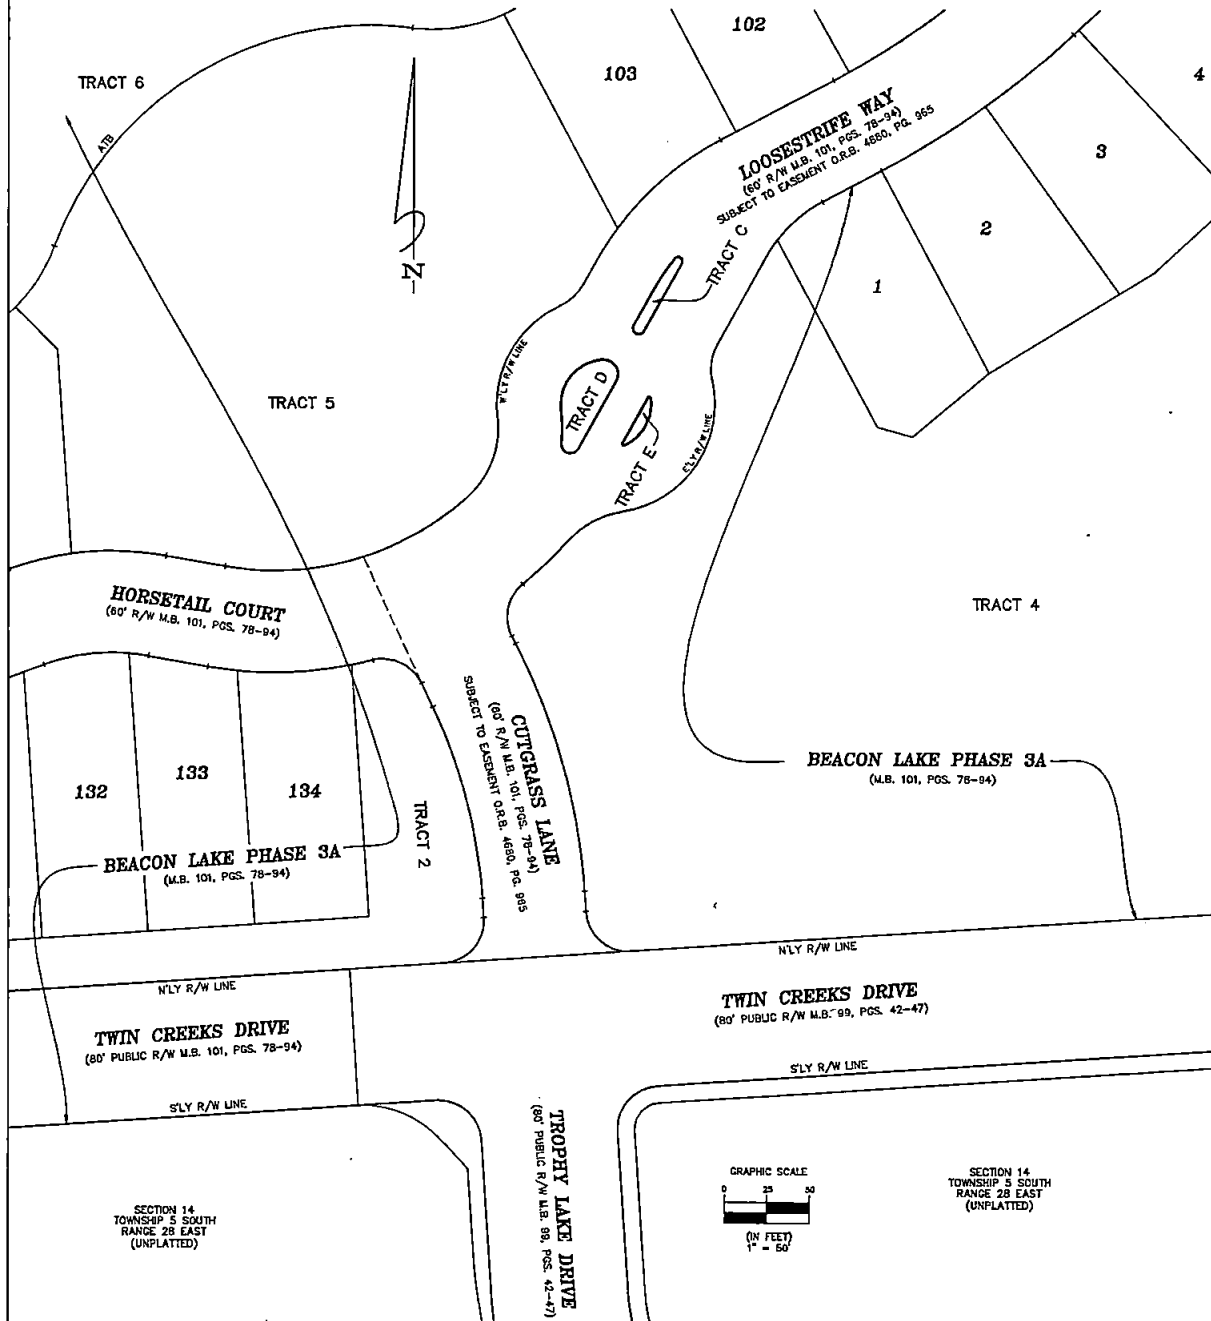 102
TRACT 6
103
4
LOOSESTRIFE WAY
(60' R/W M.B. 101, PGS. 78-94)
SUBJECT TO EASEMENT O.R.B. 4680, PG. 965
ATB
3
2
TRACT C
N
1
W'LY R/W LINE
TRACT D
TRACT 5
E'LY R/W LINE
TRACT E
HORSETAIL COURT
(60' R/W M.B. 101, PGS. 78-94)
TRACT 4
CUTGRASS LANE
(60' R/W M.B. 101, PGS. 78-94)
SUBJECT TO EASEMENT O.R.B. 4680, PG. 965
BEACON LAKE PHASE 3A
(M.B. 101, PGS. 78-94)
132
133
134
TRACT 2
BEACON LAKE PHASE 3A
(M.B. 101, PGS. 78-94)
N'LY R/W LINE
N'LY R/W LINE
TWIN CREEKS DRIVE
(80' PUBLIC R/W M.B. 99, PGS. 42-47)
TWIN CREEKS DRIVE
(80' PUBLIC R/W M.B. 101, PGS. 78-94)
S'LY R/W LINE
S'LY R/W LINE
TROPHY LAKE DRIVE
(80' PUBLIC R/W M.B. 99, PGS. 42-47)
GRAPHIC SCALE
0 25 50
(IN FEET)
1" = 50'
SECTION 14
TOWNSHIP 5 SOUTH
RANGE 28 EAST
(UNPLATTED)
SECTION 14
TOWNSHIP 5 SOUTH
RANGE 28 EAST
(UNPLATTED)